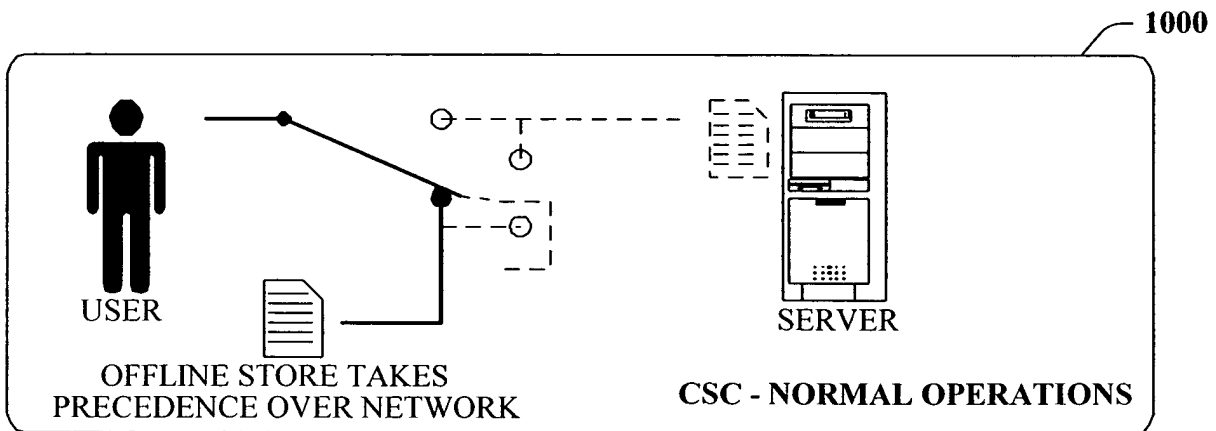 1000
USER
SERVER
OFFLINE STORE TAKES
PRECEDENCE OVER NETWORK
CSC - NORMAL OPERATIONS